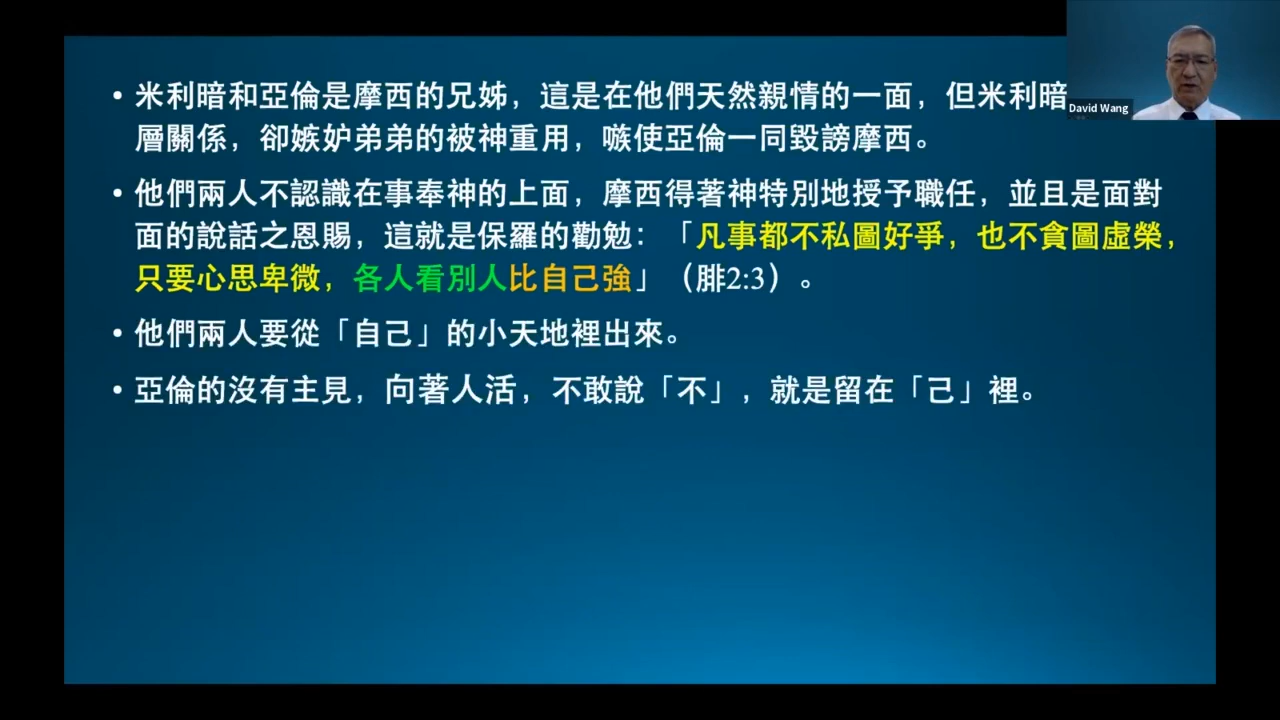 • 米利暗和亞倫是摩西的兄姊，這是在他們天然親情的一面，但米利暗
層關係，卻嫉妒弟弟的被神重用，嗾使亞倫一同毀謗摩西。
• 他們兩人不認識在事奉神的上面，摩西得著神特別地授予職任，並且是面對
面的說話之恩賜，這就是保羅的勸勉：「凡事都不私圖好爭，也不貪圖虛榮，
只要心思卑微，各人看別人比自己強」（腓2:3）。
• 他們兩人要從「自己」的小天地裡出來。
• 亞倫的沒有主見，向著人活，不敢說「不」，就是留在「己」裡。
David Wang